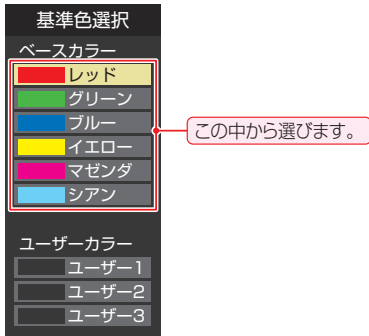 基準色選択
ベースカラー
レッド
グリーン
ブルー
イエロー
マゼンダ
シアン
この中から選びます。
ユーザーカラー
ユーザー1
ユーザー2
ユーザー3